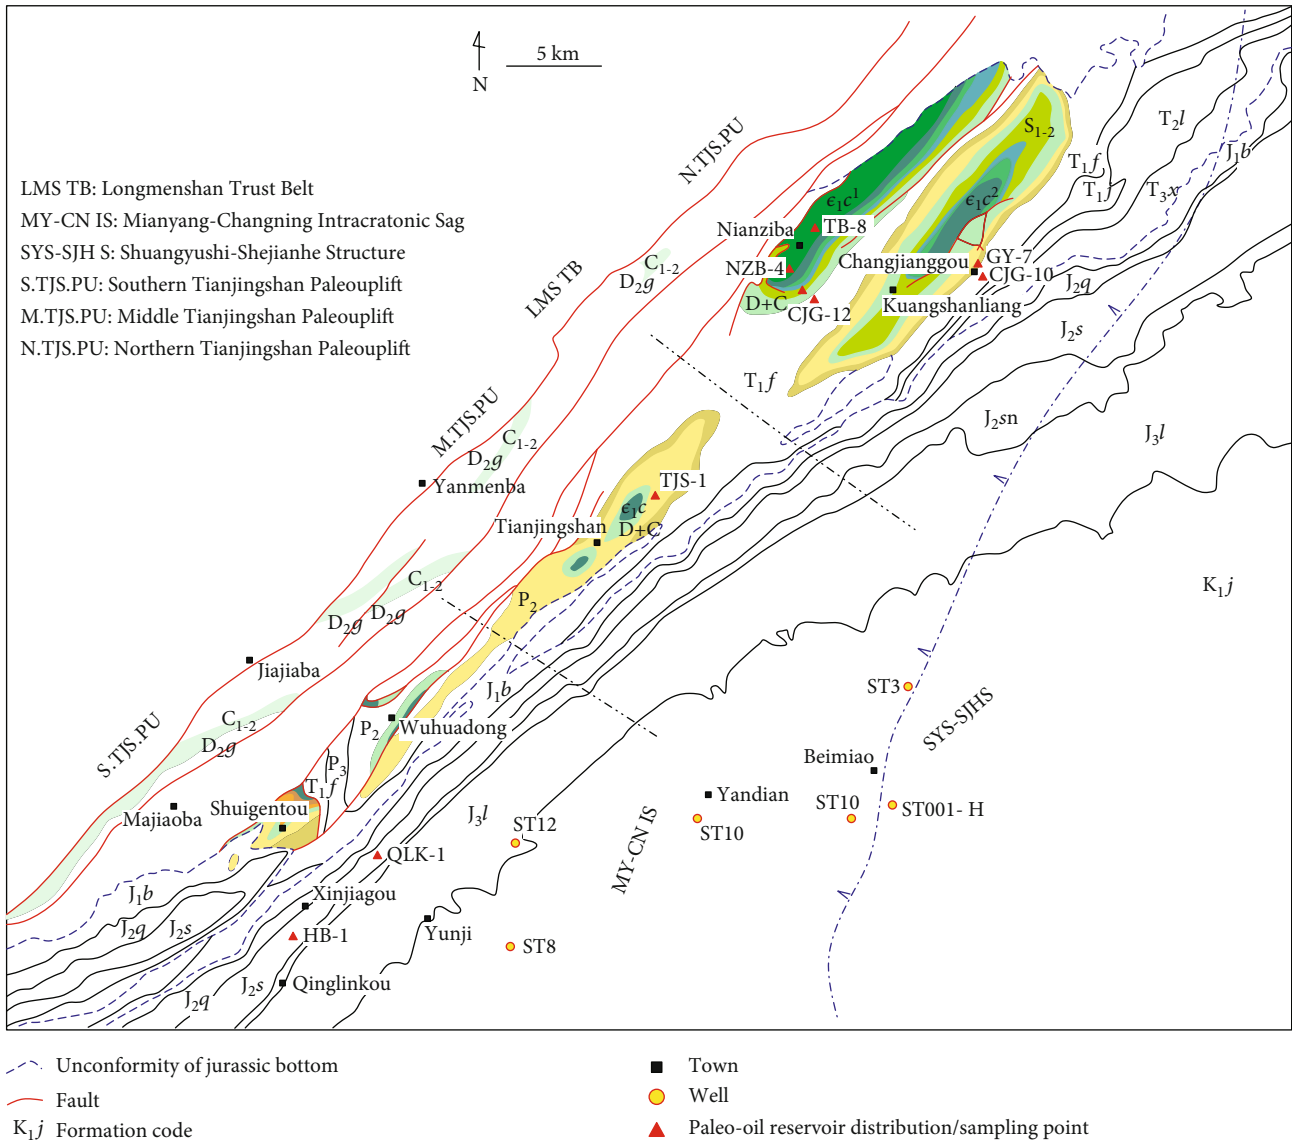 5 km
N
LMS TB: Longmenshan Trust Belt
MY-CN IS: Mianyang-Changning Intracratonic Sag
SYS-SJH S: Shuangyushi-Shejianhe Structure
S.TJS.PU: Southern Tianjingshan Paleouplift
M.TJS.PU: Middle Tianjingshan Paleouplift
N.TJS.PU: Northern Tianjingshan Paleouplift
N.TJS.PU
LMS TB
M.TJS.PU
S.TJS.PU
S₁₋₂
T₂l
J₁b
T₁f
T₁f
T₃x
ϵ₁c¹
ϵ₁c²
TB-8
Nianziba
NZB-4
Changjianggou
GY-7
CJG-10
D+C
CJG-12
Kuangshanliang
J₂q
J₂s
C₁₋₂
D₂g
T₁f
J₂sn
J₃l
C₁₋₂
D₂g
Yanmenba
TJS-1
ϵ₁c
Tianjingshan
D+C
C₁₋₂
P₂
D₂g
D₂g
K₁j
Jiajiaba
J₁b
ST3
C₁₋₂
D₂g
P₂
Wuhuadong
SYS-SJHS
P₃
T₁f
Beimiao
Majiaoba
Shuigentou
J₃l
ST12
Yandian
ST10
ST10
ST001- H
MY-CN IS
QLK-1
J₁b
Xinjiagou
J₂q
J₂s
HB-1
Yunji
ST8
J₂s
Qinglinkou
J₂q
Unconformity of jurassic bottom
Fault
K₁j Formation code
Town
Well
Paleo-oil reservoir distribution/sampling point